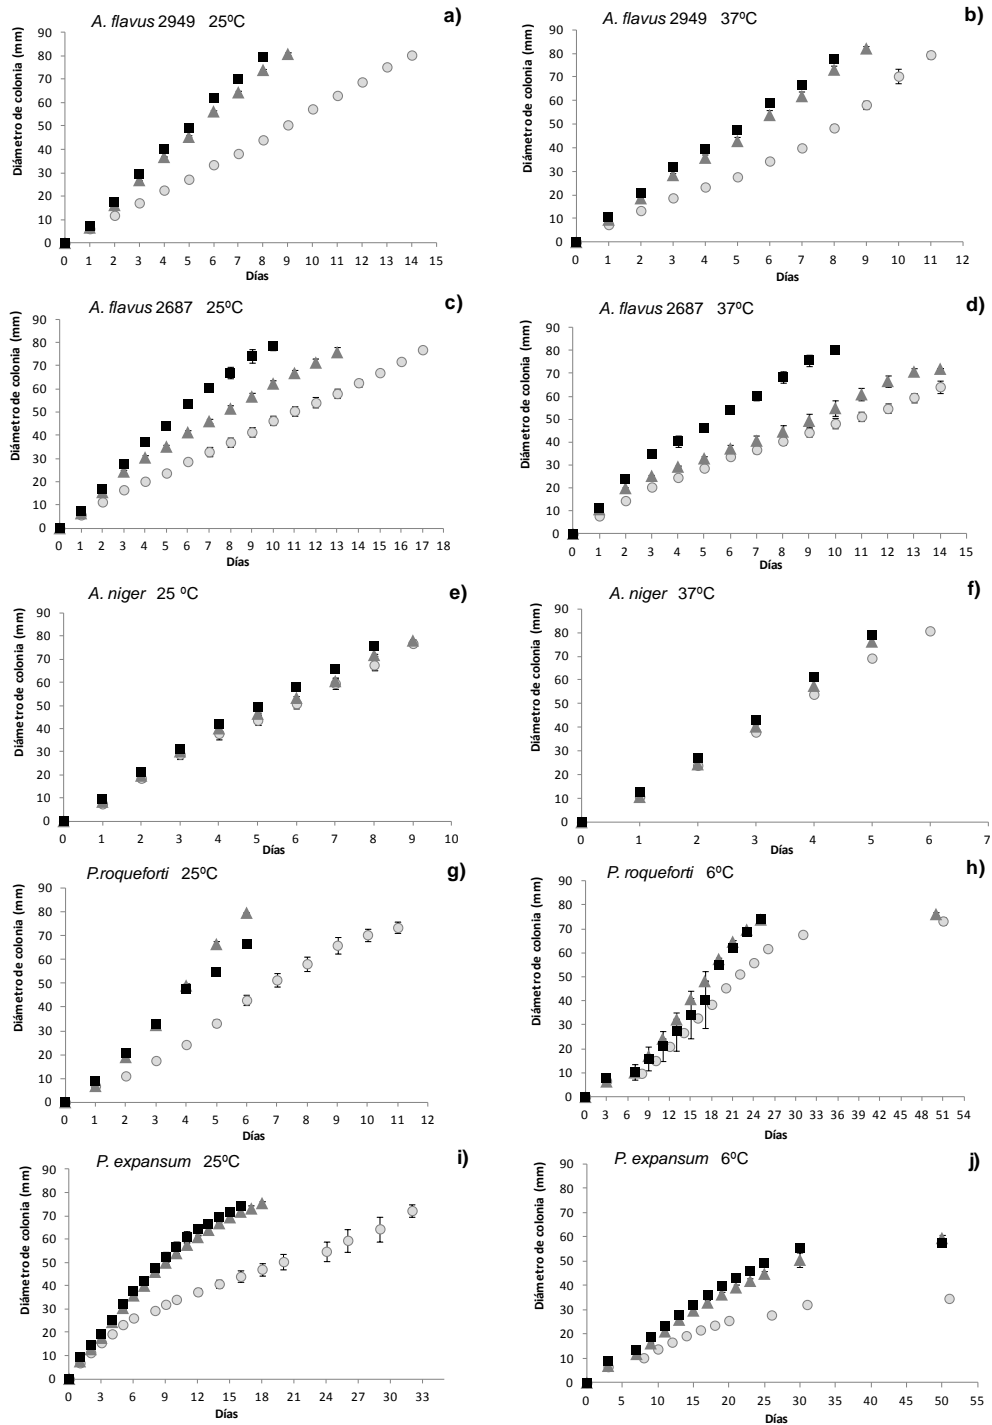 A. flavus 2949 25ºC a)
Diámetro de colonia (mm)
90
80
70
60
50
40
30
20
10
0
0 1 2 3 4 5 6 7 8 9 10 11 12 13 14 15
Días
A. flavus 2949 37ºC b)
Diámetro de colonia (mm)
90
80
70
60
50
40
30
20
10
0
0 1 2 3 4 5 6 7 8 9 10 11 12
Días
A. flavus 2687 25ºC c)
Diámetro de colonia (mm)
90
80
70
60
50
40
30
20
10
0
0 1 2 3 4 5 6 7 8 9 10 11 12 13 14 15 16 17 18
Días
A. flavus 2687 37ºC d)
Diámetro de colonia (mm)
90
80
70
60
50
40
30
20
10
0
0 1 2 3 4 5 6 7 8 9 10 11 12 13 14 15
Días
A. niger 25 ºC e)
Diámetro de colonia (mm)
90
80
70
60
50
40
30
20
10
0
0 1 2 3 4 5 6 7 8 9 10
Días
A. niger 37ºC f)
Diámetro de colonia (mm)
90
80
70
60
50
40
30
20
10
0
0 1 2 3 4 5 6 7
Días
P.roqueforti 25ºC g)
Diámetro de colonia (mm)
90
80
70
60
50
40
30
20
10
0
0 1 2 3 4 5 6 7 8 9 10 11 12
Días
P. roqueforti 6ºC h)
Diámetro de colonia (mm)
90
80
70
60
50
40
30
20
10
0
0 3 6 9 12 15 18 21 24 27 30 33 36 39 42 45 48 51 54
Días
P. expansum 25ºC i)
Diámetro de colonia (mm)
90
80
70
60
50
40
30
20
10
0
0 3 6 9 12 15 18 21 24 27 30 33
Días
P. expansum 6ºC j)
Diámetro de colonia (mm)
90
80
70
60
50
40
30
20
10
0
0 5 10 15 20 25 30 35 40 45 50 55
Días